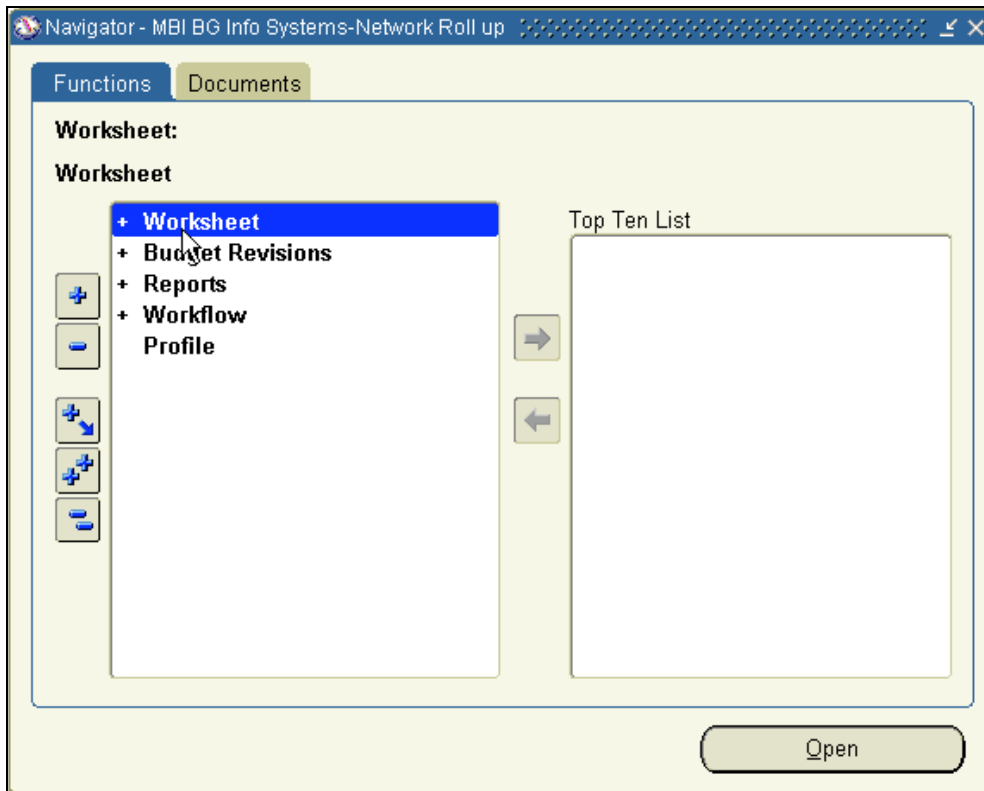 Navigator - MBI BG Info Systems-Network Roll up
Functions
Documents
Worksheet:
Worksheet
+ Worksheet
+ Budget Revisions
+ Reports
+ Workflow
Profile
Top Ten List
Open